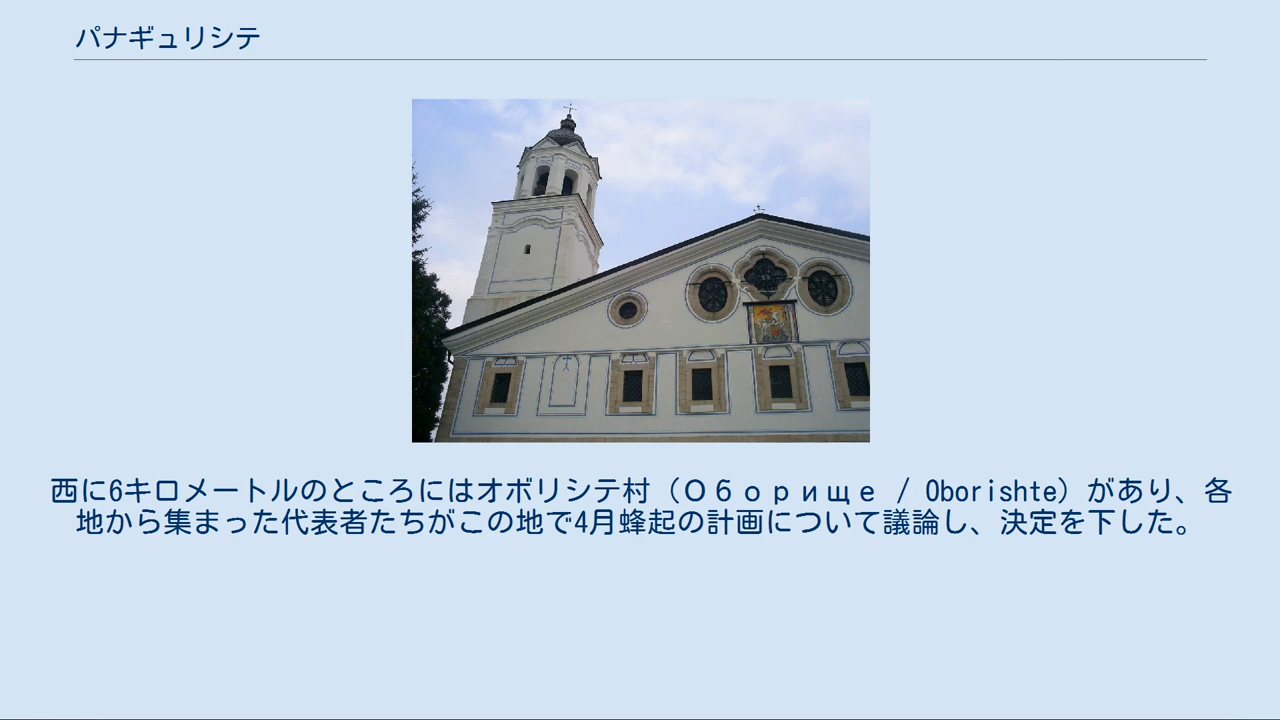 パナギュリシテ
西に6キロメートルのところにはオボリシテ村（Оборище / Oborishte）があり、各
地から集まった代表者たちがこの地で4月蜂起の計画について議論し、決定を下した。